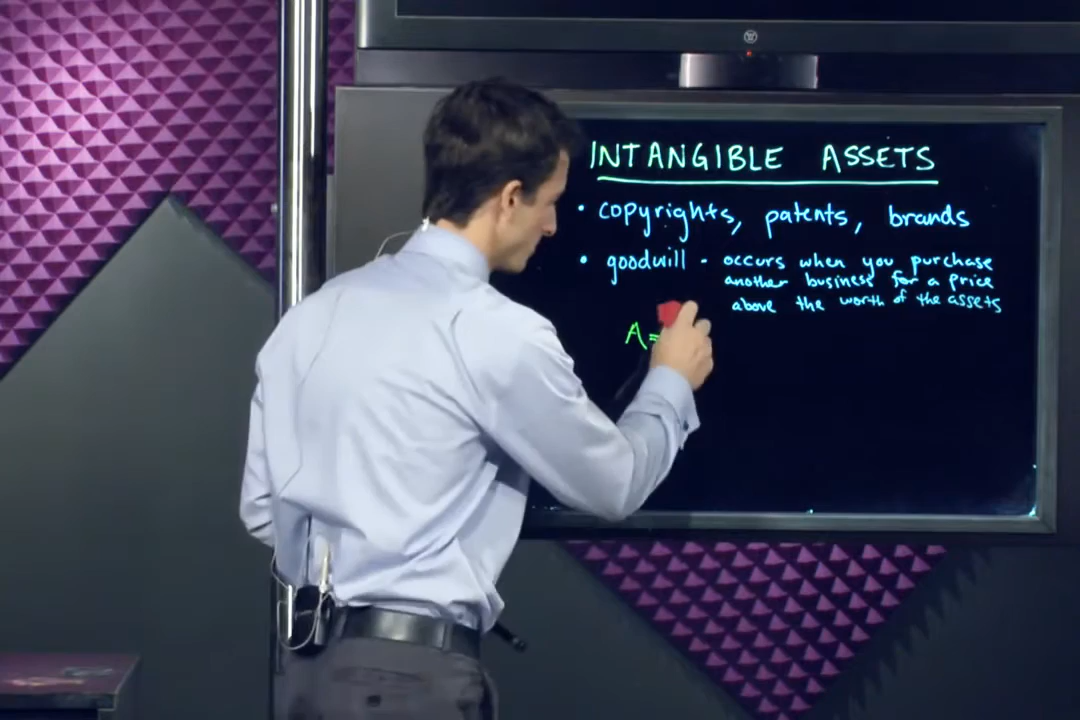 INTANGIBLE ASSETS
• copyrights, patents, brands
• goodwill - occurs when you purchase
another business for a price
above the worth of the assets
A=